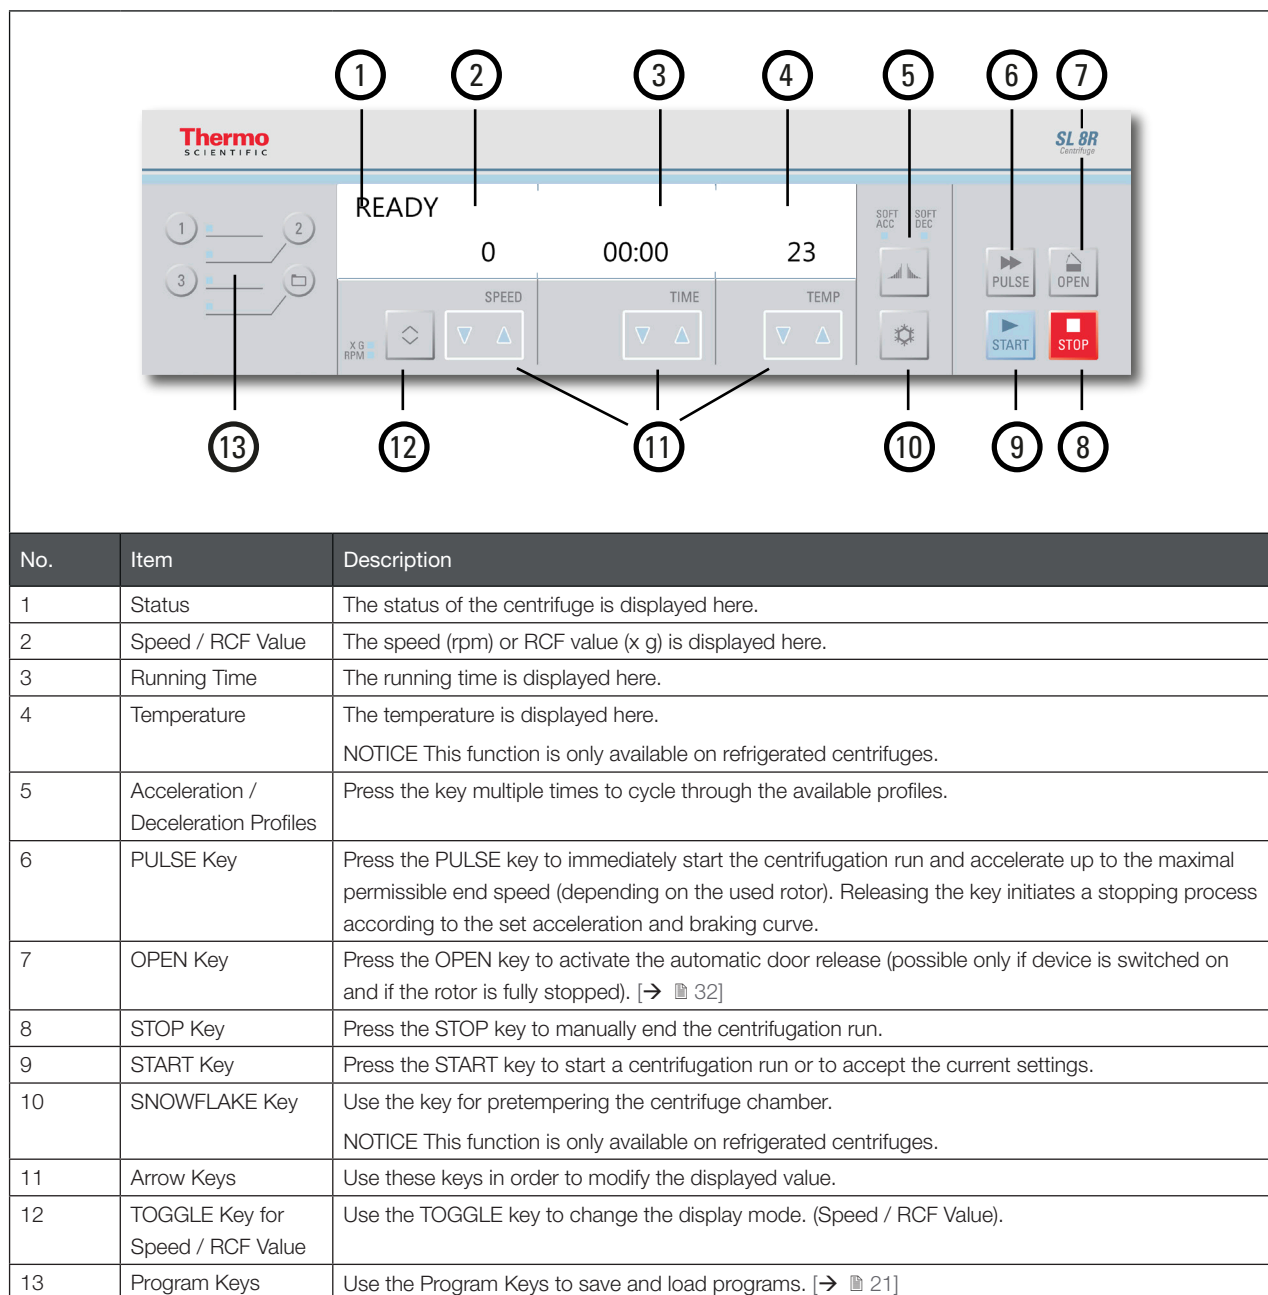 1 2 3 4 5 6 7
Thermo
SCIENTIFIC
SL 8R
Centrifuge
READY
0 00:00 23
1 2
3
SOFT ACC SOFT DEC
PULSE OPEN
SPEED TIME TEMP
X G
RPM
START STOP
13 12 11 10 9 8
No. Item Description
1 Status The status of the centrifuge is displayed here.
2 Speed / RCF Value The speed (rpm) or RCF value (x g) is displayed here.
3 Running Time The running time is displayed here.
4 Temperature The temperature is displayed here.
NOTICE This function is only available on refrigerated centrifuges.
5 Acceleration / Press the key multiple times to cycle through the available profiles.
Deceleration Profiles
6 PULSE Key Press the PULSE key to immediately start the centrifugation run and accelerate up to the maximal
permissible end speed (depending on the used rotor). Releasing the key initiates a stopping process
according to the set acceleration and braking curve.
7 OPEN Key Press the OPEN key to activate the automatic door release (possible only if device is switched on
and if the rotor is fully stopped). [→ 32]
8 STOP Key Press the STOP key to manually end the centrifugation run.
9 START Key Press the START key to start a centrifugation run or to accept the current settings.
10 SNOWFLAKE Key Use the key for pretempering the centrifuge chamber.
NOTICE This function is only available on refrigerated centrifuges.
11 Arrow Keys Use these keys in order to modify the displayed value.
12 TOGGLE Key for Use the TOGGLE key to change the display mode. (Speed / RCF Value).
Speed / RCF Value
13 Program Keys Use the Program Keys to save and load programs. [→ 21]